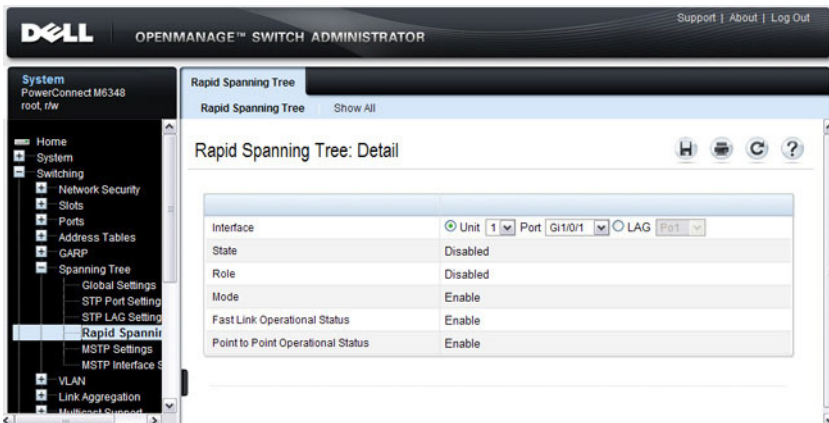 Support | About | Log Out
DELL
OPENMANAGE™ SWITCH ADMINISTRATOR
System
PowerConnect M6348
root, r/w
Home
System
Switching
Network Security
Slots
Ports
Address Tables
GARP
Spanning Tree
Global Settings
STP Port Setting
STP LAG Setting
Rapid Spannin
MSTP Settings
MSTP Interface S
VLAN
Link Aggregation
Multicast Support
Rapid Spanning Tree
Rapid Spanning Tree Show All
Rapid Spanning Tree: Detail
Interface Unit 1 Port Gi1/0/1 LAG Po1
State Disabled
Role Disabled
Mode Enable
Fast Link Operational Status Enable
Point to Point Operational Status Enable